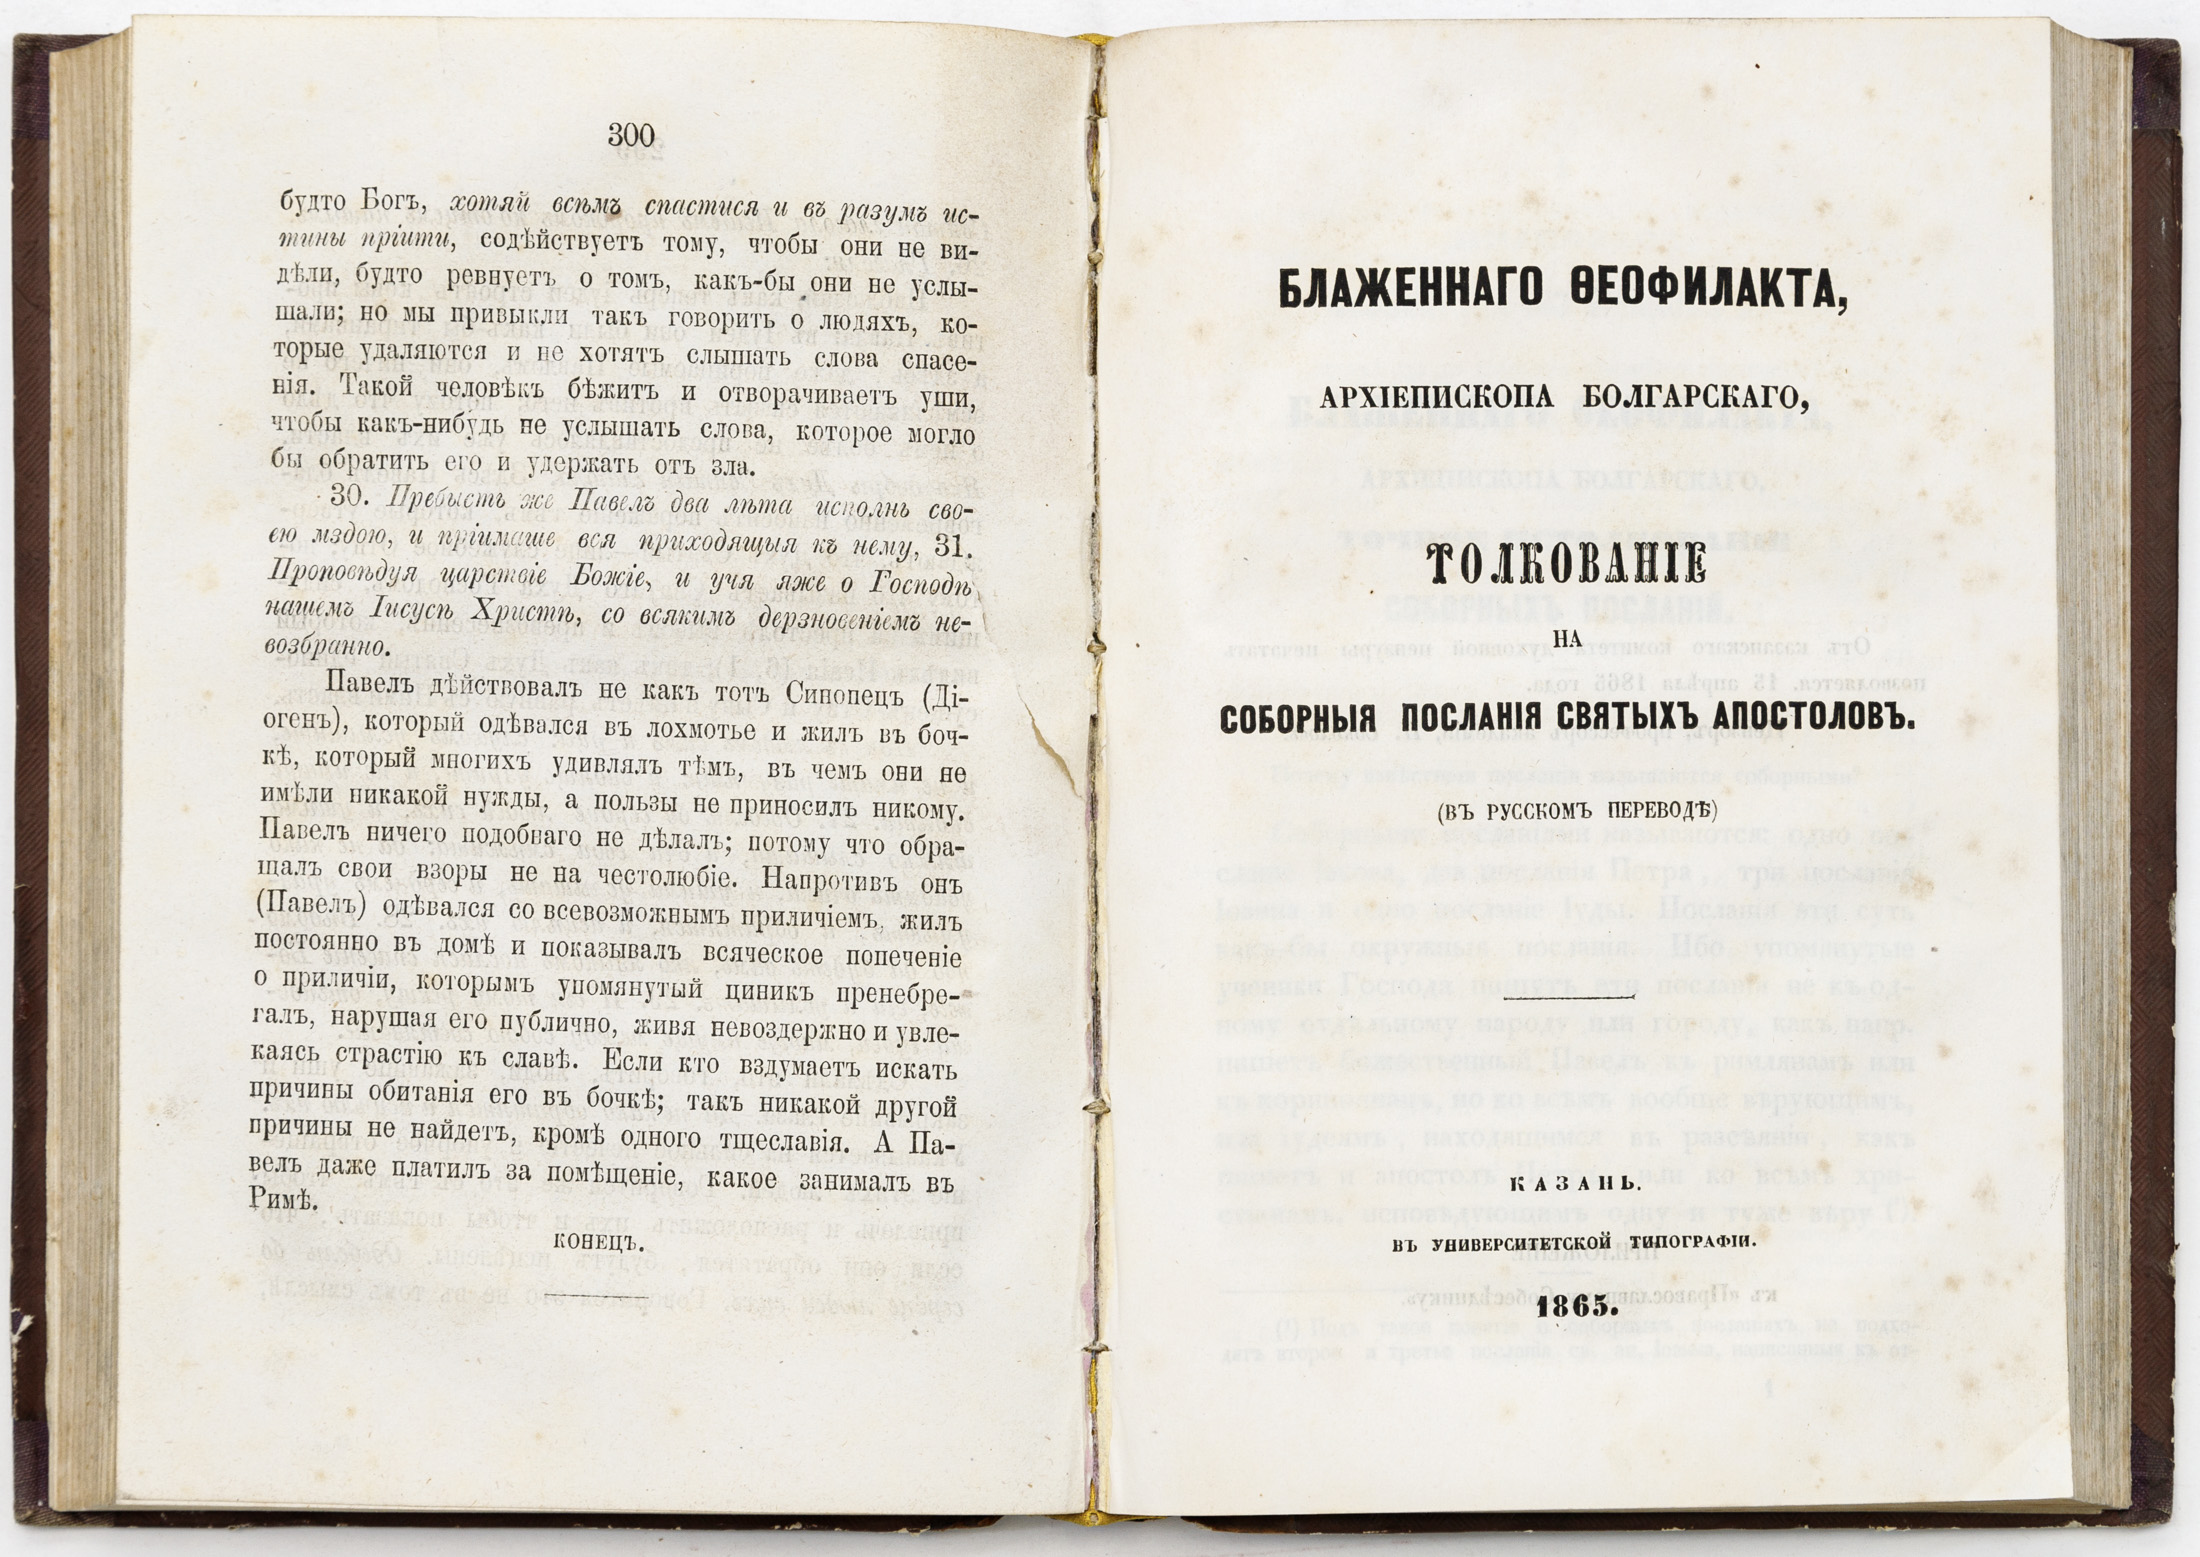 300
будто Богъ, хотяй всѣмъ спастися и въ разумъ ис-
тины пріити, содѣйствуетъ тому, чтобы они не ви-
дѣли, будто ревнуетъ о томъ, какъ-бы они не услы-
шали; но мы привыкли такъ говорить о людяхъ, ко-
торые удаляются и не хотятъ слышать слова спасе-
нія. Такой человѣкъ бѣжитъ и отворачиваетъ уши,
чтобы какъ-нибудь не услышать слова, которое могло
бы обратить его и удержать отъ зла.
30. Пребысть же Павелъ два лѣта исполнь сво-
ею мздою, и пріимаше вся приходящыя къ нему, 31.
Проповѣдуя царствіе Божіе, и учя яже о Господѣ
нашемъ Іисусѣ Христѣ, со всякимъ дерзновеніемъ не-
возбранно.
Павелъ дѣйствовалъ не какъ тотъ Синопецъ (Ді-
огенъ), который одѣвался въ лохмотье и жилъ въ боч-
кѣ, который многихъ удивлялъ тѣмъ, въ чемъ они не
имѣли никакой нужды, а пользы не приносилъ никому.
Павелъ ничего подобнаго не дѣлалъ; потому что обра-
щалъ свои взоры не на честолюбіе. Напротивъ онъ
(Павелъ) одѣвался со всевозможнымъ приличіемъ, жилъ
постоянно въ домѣ и показывалъ всяческое попеченіе
о приличіи, которымъ упомянутый циникъ пренебре-
галъ, нарушая его публично, живя невоздержно и увле-
каясь страстію къ славѣ. Если кто вздумаетъ искать
причины обитанія его въ бочкѣ; такъ никакой другой
причины не найдетъ, кромѣ одного тщеславія. А Па-
велъ даже платилъ за помѣщеніе, какое занималъ въ
Римѣ.
КОНЕЦЪ.
БЛАЖЕННАГО ѲЕОФИЛАКТА,
АРХІЕПИСКОПА БОЛГАРСКАГО,
ТОЛКОВАНІЕ
НА
СОБОРНЫЯ ПОСЛАНІЯ СВЯТЫХЪ АПОСТОЛОВЪ.
(ВЪ РУССКОМЪ ПЕРЕВОДѢ)
КАЗАНЬ.
ВЪ УНИВЕРСИТЕТСКОЙ ТИПОГРАФІИ.
1865.